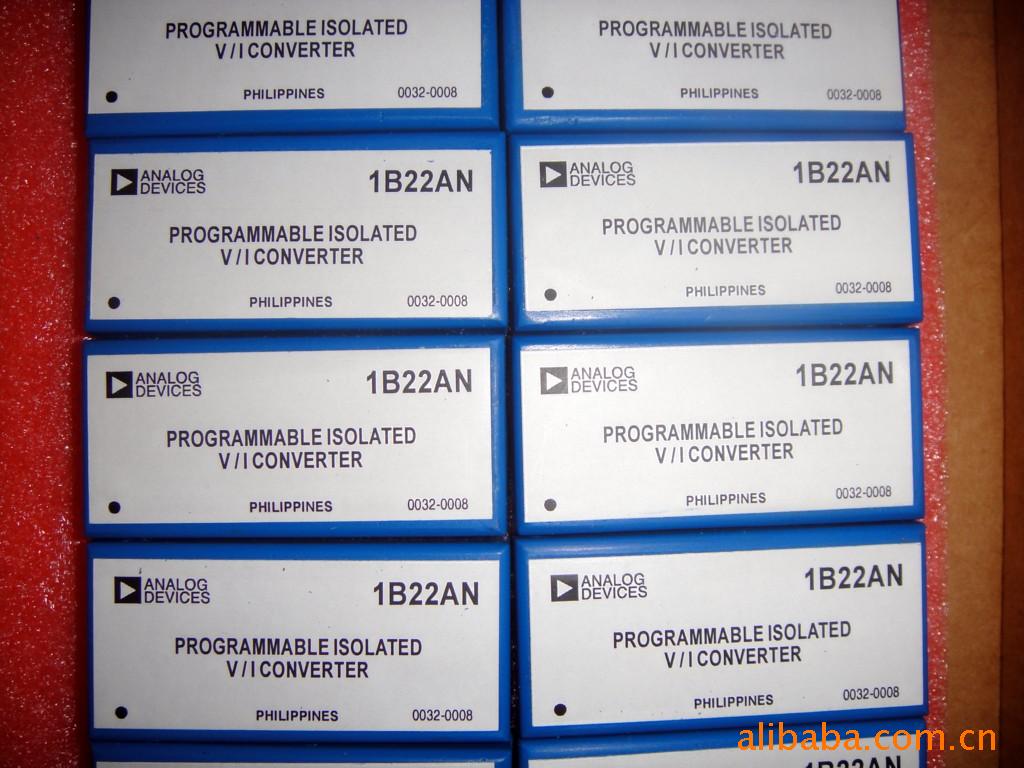 PROGRAMMABLE ISOLATED
V / I CONVERTER
PHILIPPINES 0032-0008
PROGRAMMABLE ISOLATED
V / I CONVERTER
PHILIPPINES 0032-0008
ANALOG
DEVICES
1B22AN
PROGRAMMABLE ISOLATED
V / I CONVERTER
PHILIPPINES 0032-0008
ANALOG
DEVICES
1B22AN
PROGRAMMABLE ISOLATED
V / I CONVERTER
PHILIPPINES 0032-0008
ANALOG
DEVICES
1B22AN
PROGRAMMABLE ISOLATED
V / I CONVERTER
PHILIPPINES 0032-0008
ANALOG
DEVICES
1B22AN
PROGRAMMABLE ISOLATED
V / I CONVERTER
PHILIPPINES 0032-0008
ANALOG
DEVICES
1B22AN
PROGRAMMABLE ISOLATED
V / I CONVERTER
PHILIPPINES 0032-0008
ANALOG
DEVICES
1B22AN
PROGRAMMABLE ISOLATED
V / I CONVERTER
PHILIPPINES 0032-0008
1B22AN
alibaba.com.cn